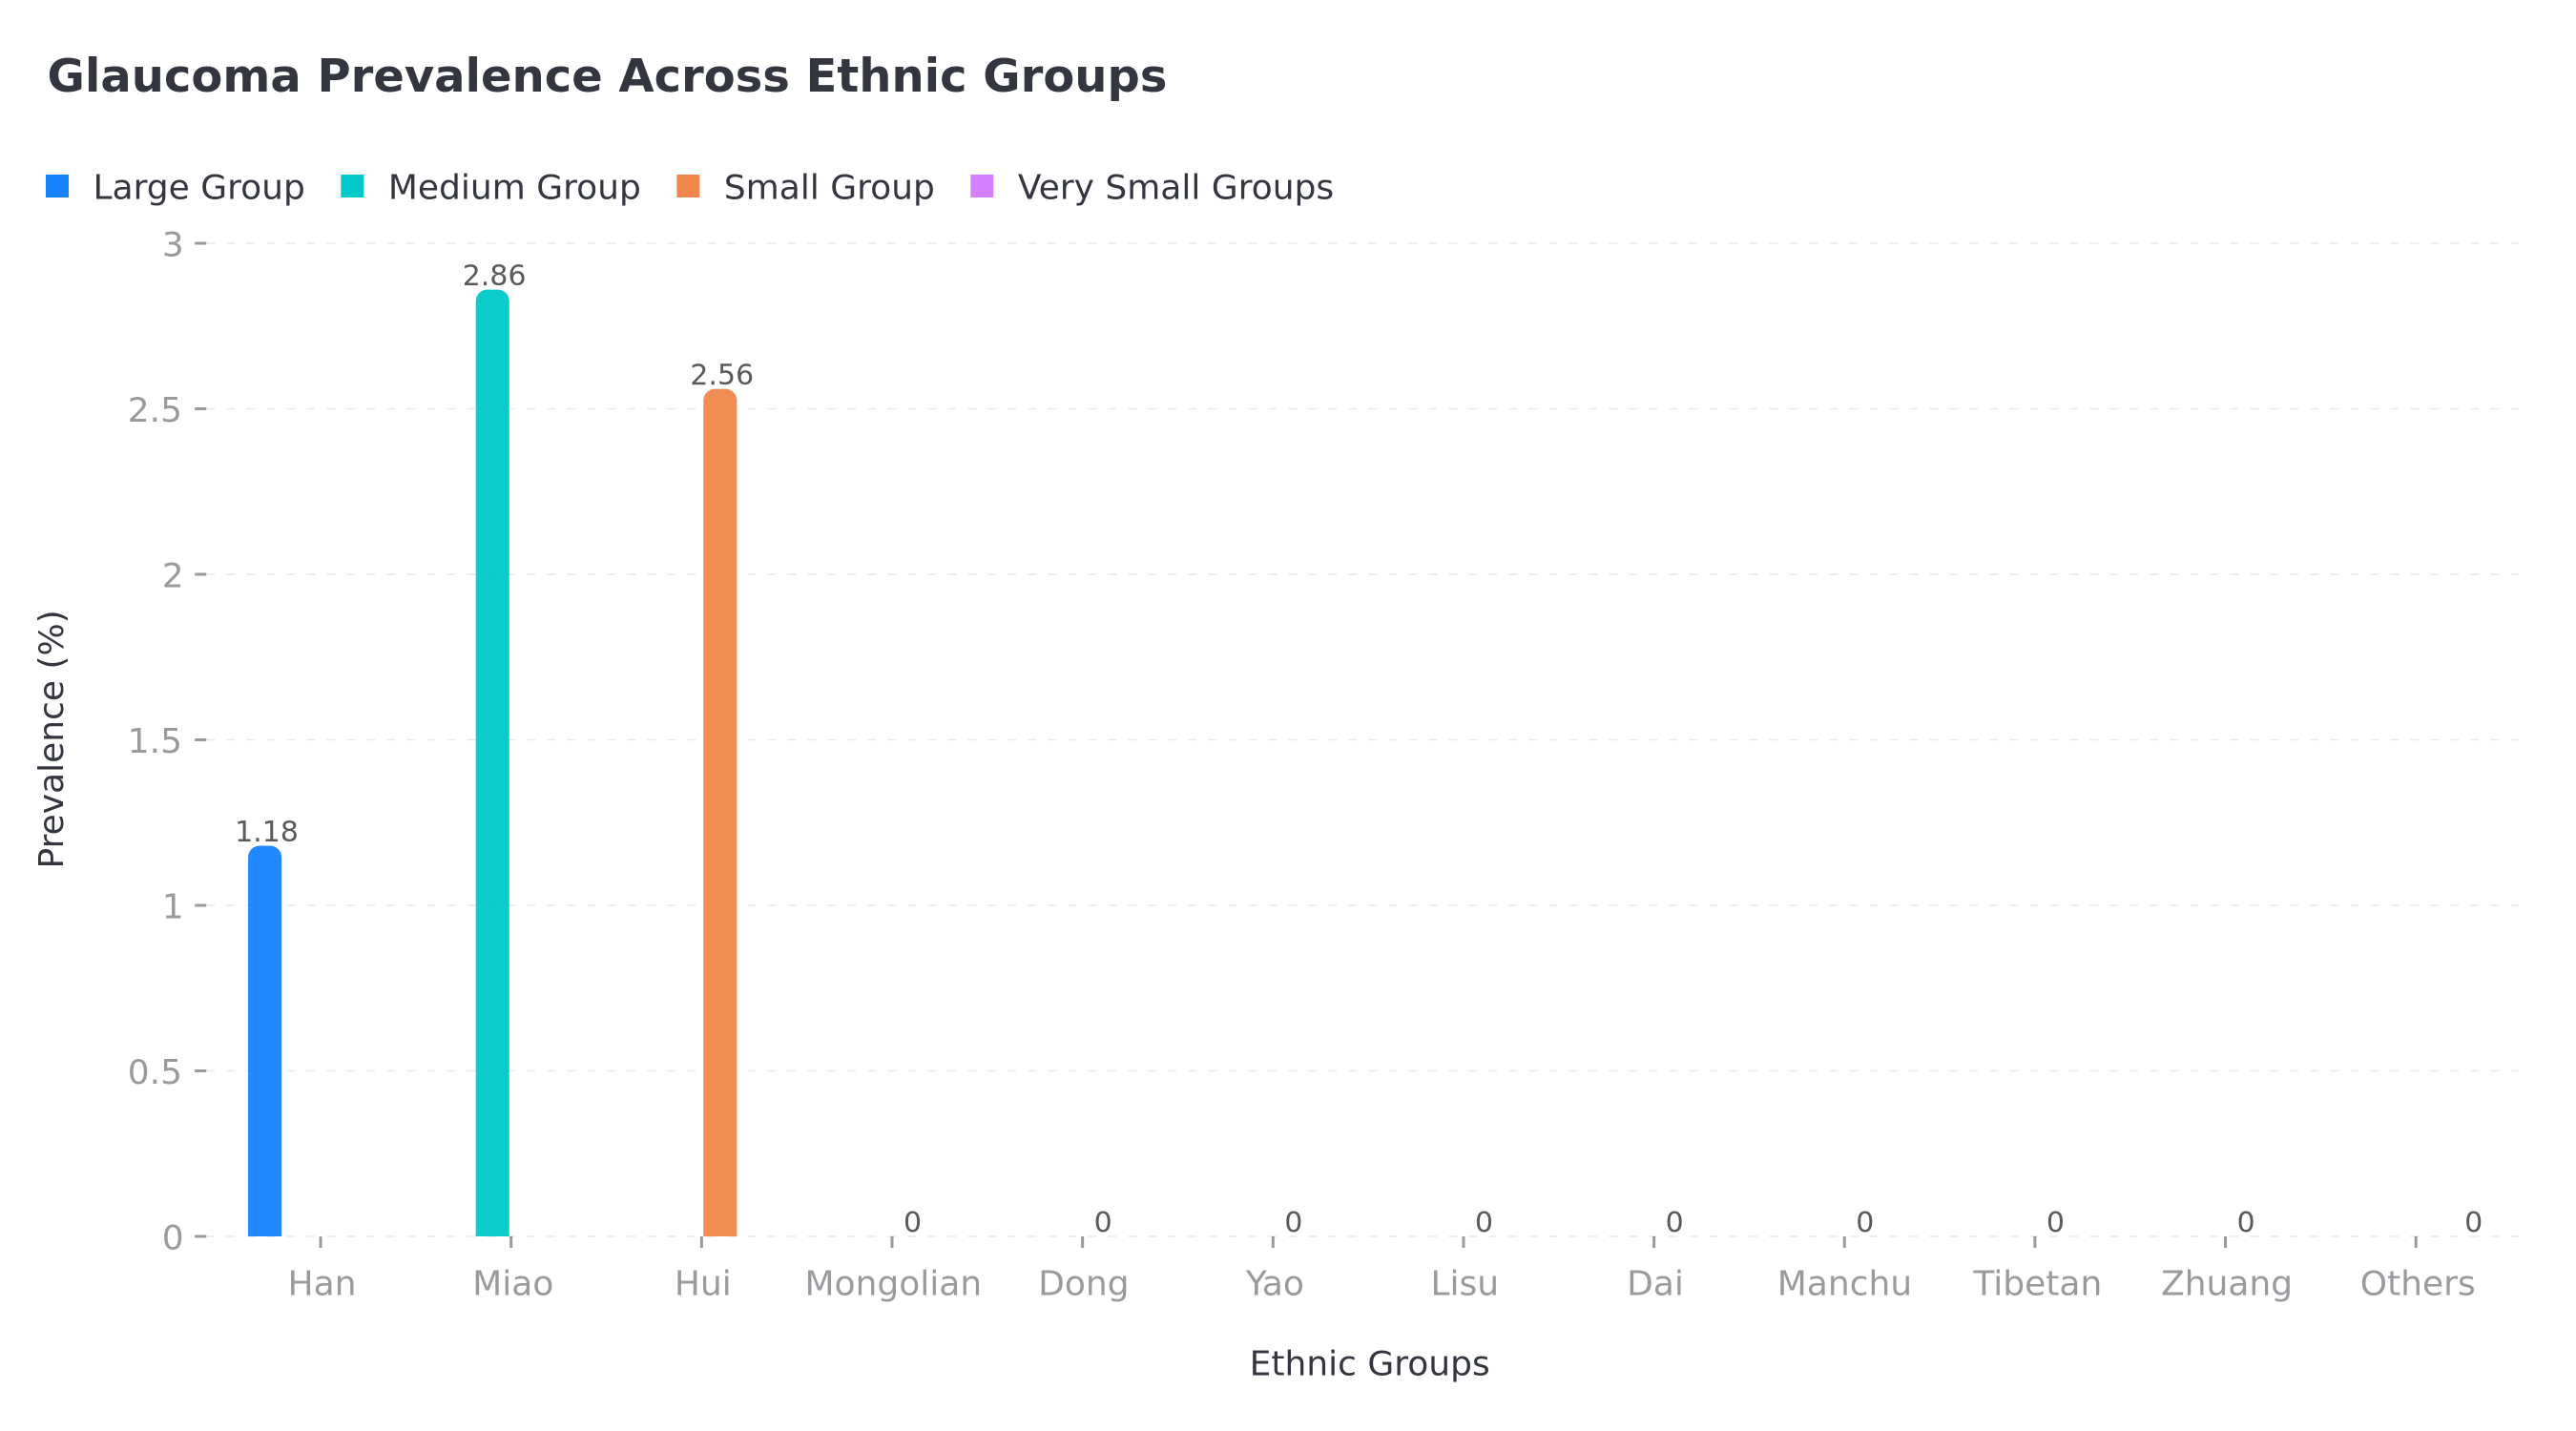 Glaucoma Prevalence Across Ethnic Groups
Large Group Medium Group Small Group Very Small Groups
3
2.86
2.56
2.5
2
1.5
1.18
1
0.5
0 0 0 0 0 0 0 0 0 0
Han Miao Hui Mongolian Dong Yao Lisu Dai Manchu Tibetan Zhuang Others
Prevalence (%)
Ethnic Groups